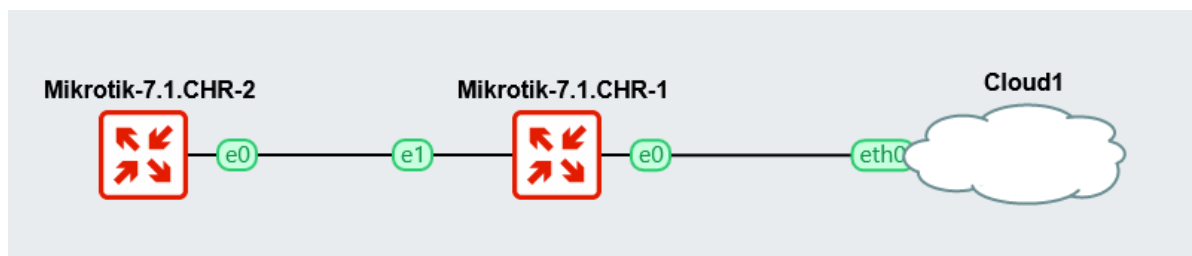 Mikrotik-7.1.CHR-2
Mikrotik-7.1.CHR-1
Cloud1
e0
e1
e0
eth0